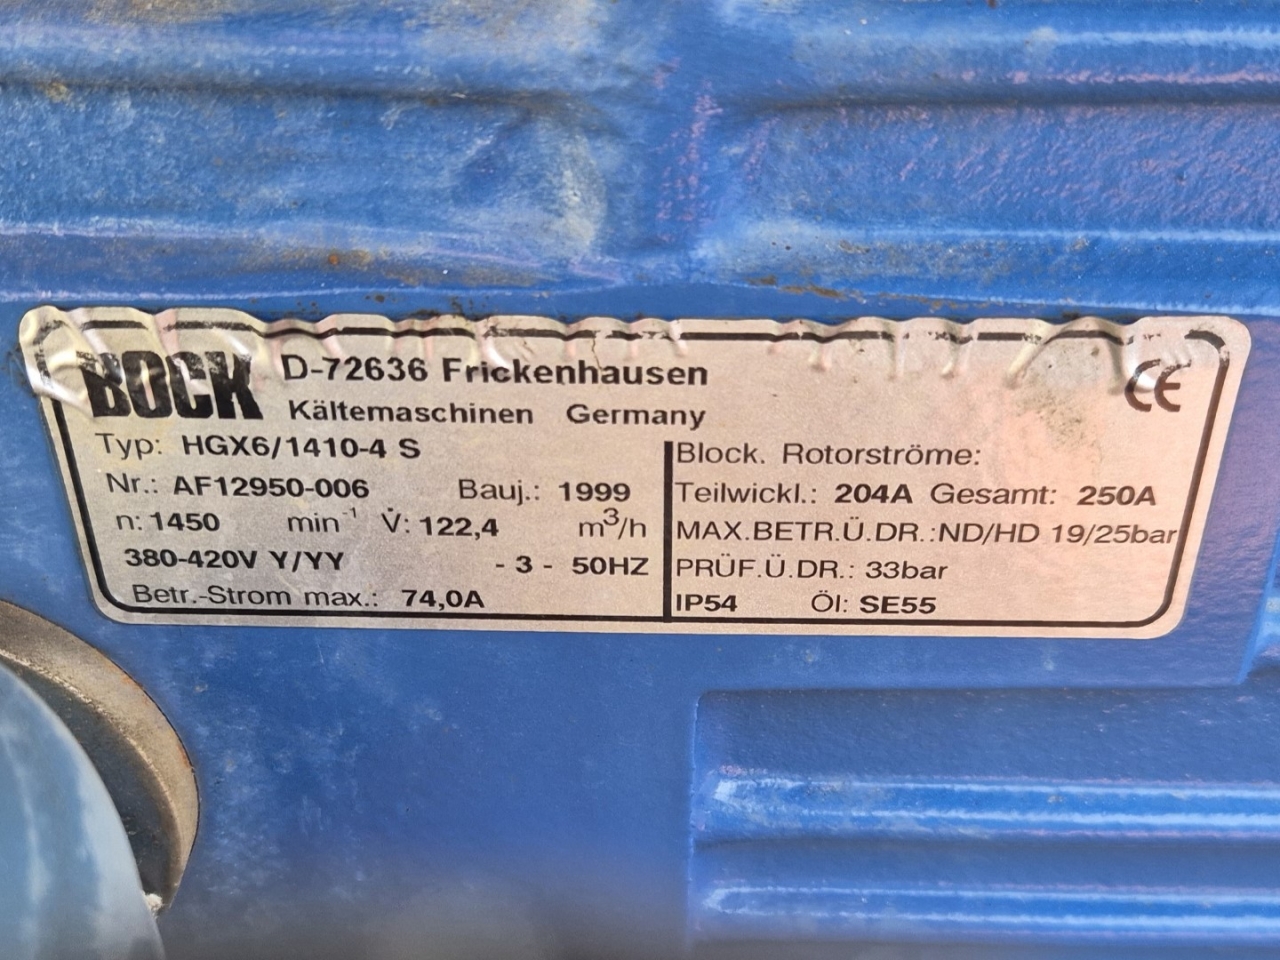 BOCK D-72636 Frickenhausen
Kältemaschinen Germany
CE
Typ: HGX6/1410-4 S
Nr.: AF12950-006 Bauj.: 1999
n: 1450 min⁻¹ V̇: 122,4 m³/h
380-420V Y/YY - 3 - 50HZ
Betr.-Strom max.: 74,0A
Block. Rotorströme:
Teilwickl.: 204A Gesamt: 250A
MAX.BETR.Ü.DR.:ND/HD 19/25bar
PRÜF.Ü.DR.: 33bar
IP54 Öl: SE55